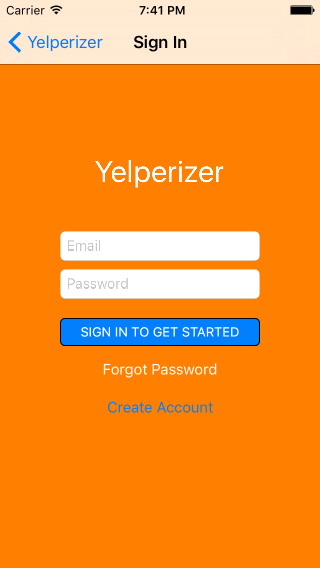 Carrier 7:41 PM
Yelperizer Sign In
Yelperizer
Email
Password
SIGN IN TO GET STARTED
Forgot Password
Create Account